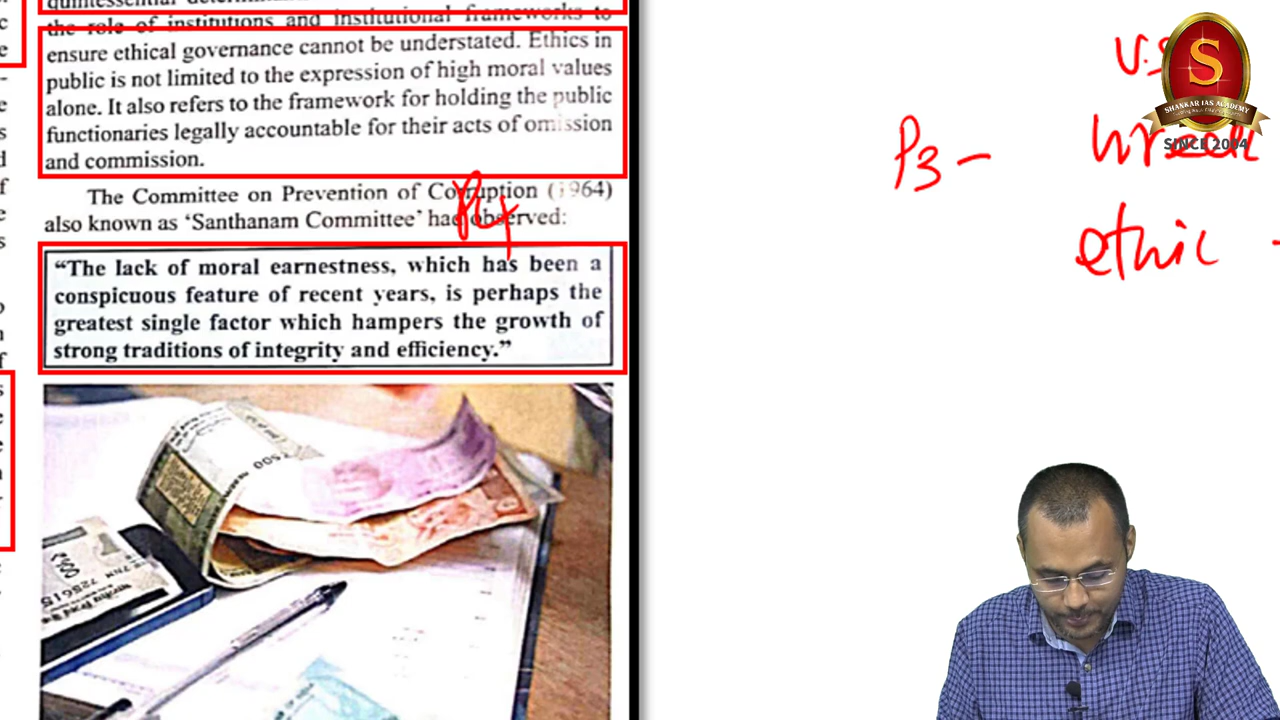 the role of institutions and institutional frameworks to
ensure ethical governance cannot be understated. Ethics in
public is not limited to the expression of high moral values
alone. It also refers to the framework for holding the public
functionaries legally accountable for their acts of omission
and commission.
The Committee on Prevention of Corruption (1964)
also known as ‘Santhanam Committee’ had observed:
“The lack of moral earnestness, which has been a
conspicuous feature of recent years, is perhaps the
greatest single factor which hampers the growth of
strong traditions of integrity and efficiency.”
500
P3 -
ethic -
S
SHANKAR IAS ACADEMY
SINCE 2004